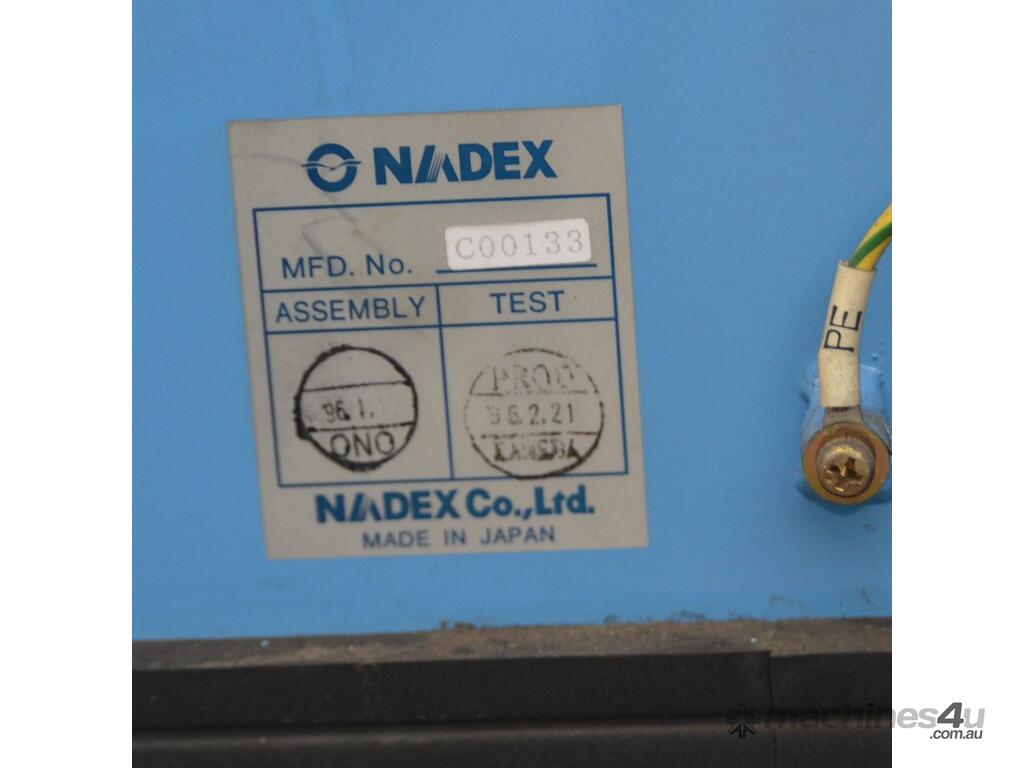 NADEX
MFD. No. C00133
ASSEMBLY TEST
'96.1.
ONO
PROD
'96.2.21
NADEX Co.,Ltd.
MADE IN JAPAN
PE
machines4u
.com.au